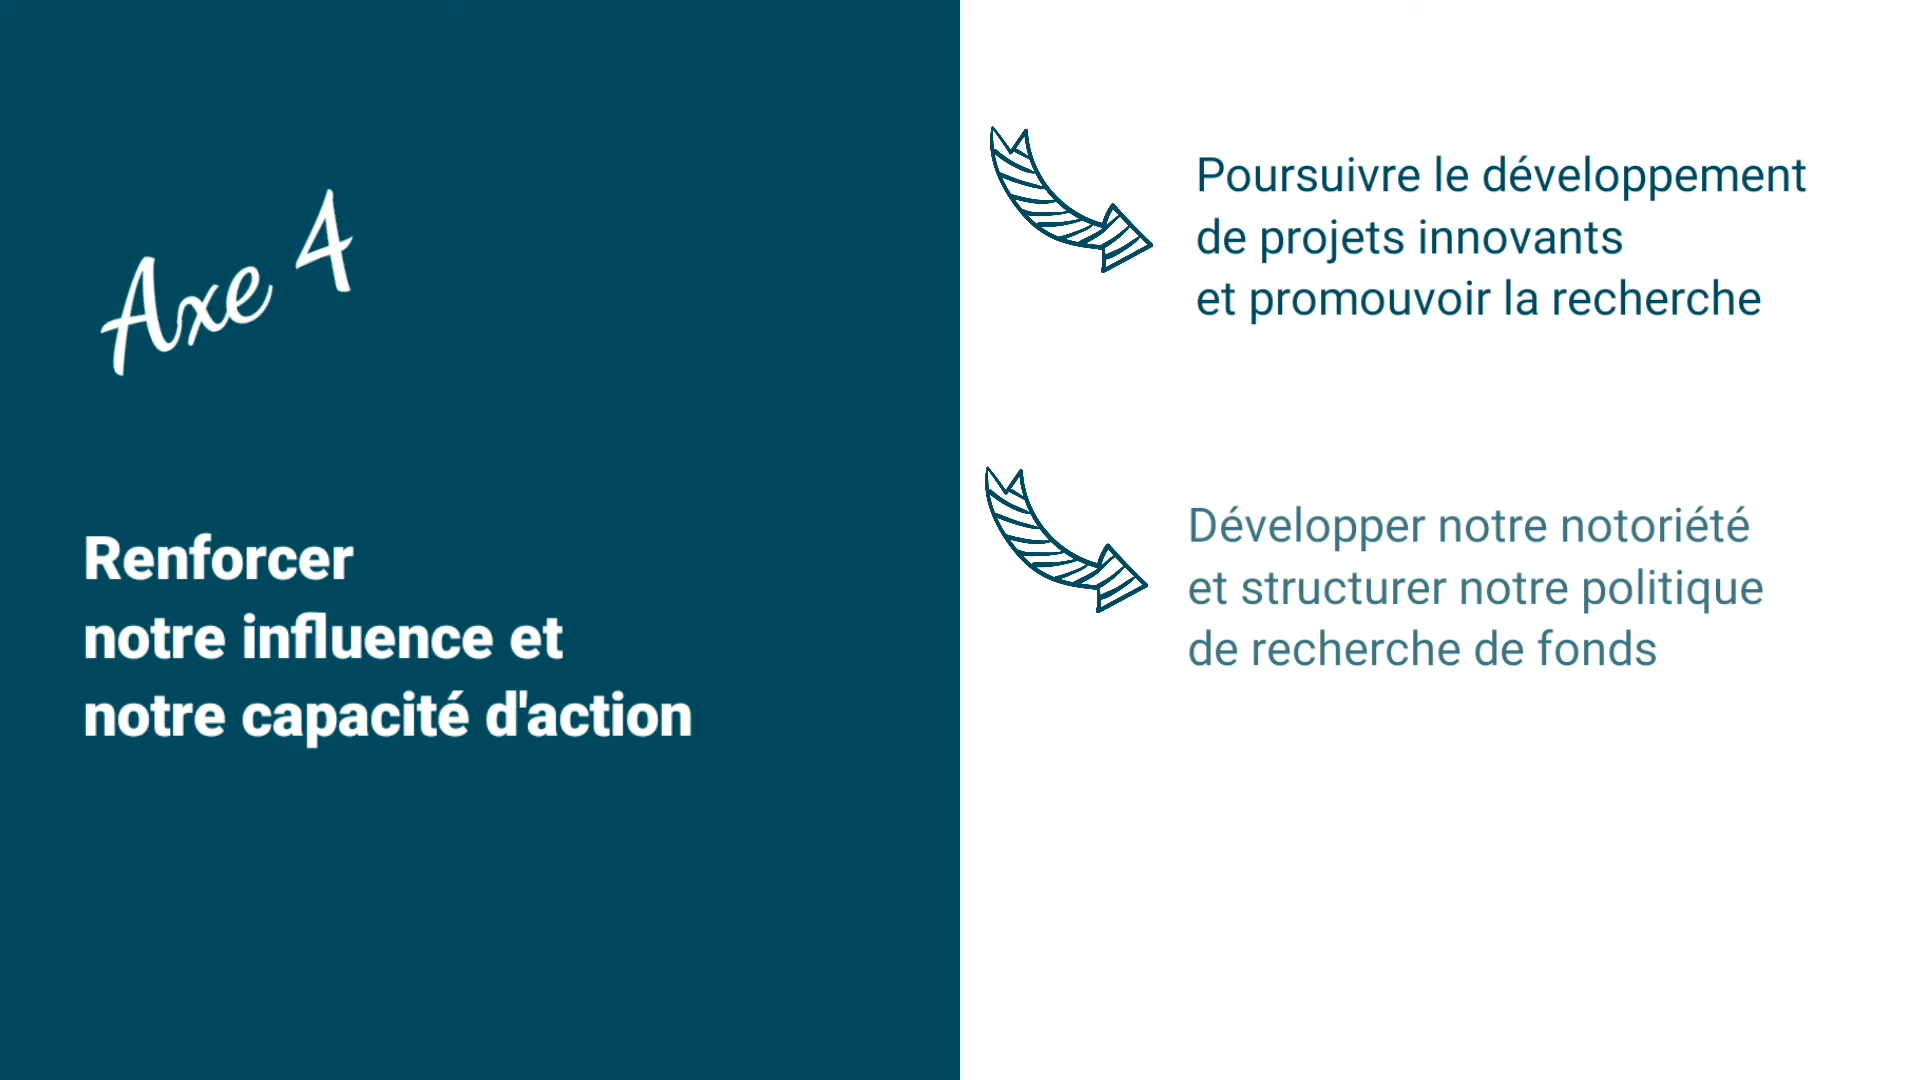 Axe 4
Renforcer
notre influence et
notre capacité d'action
Poursuivre le développement
de projets innovants
et promouvoir la recherche
Développer notre notoriété
et structurer notre politique
de recherche de fonds